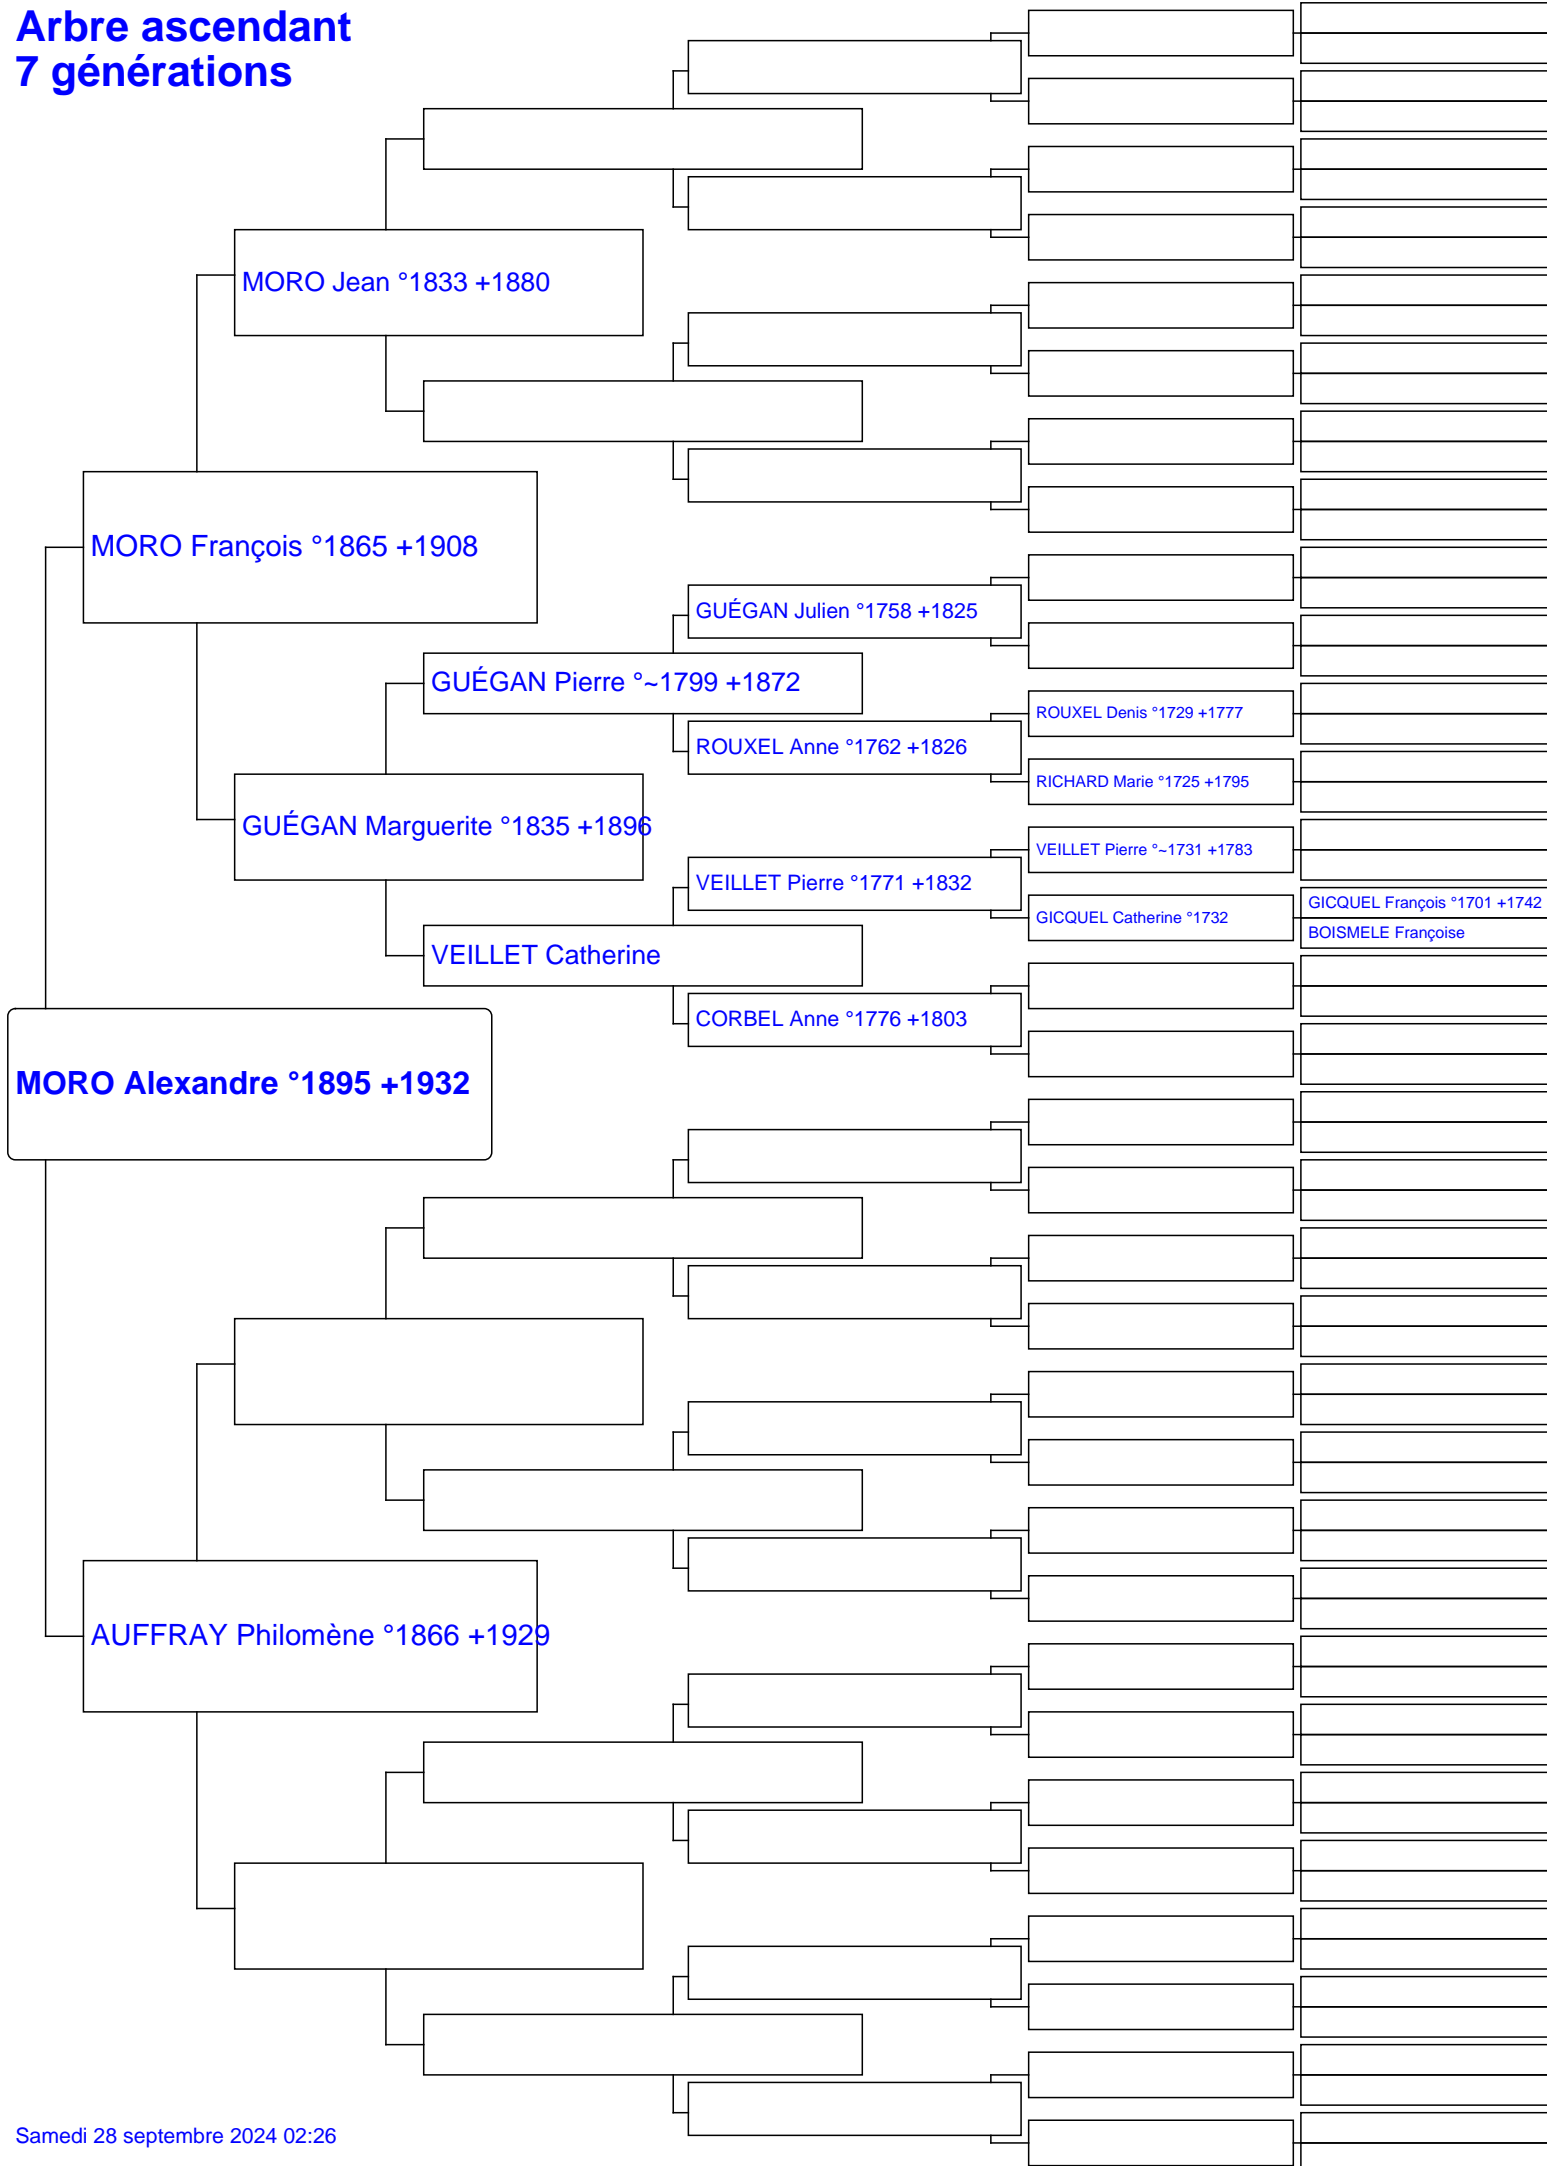 Arbre ascendant
7 générations
MORO Jean °1833 +1880
MORO François °1865 +1908
GUÉGAN Julien °1758 +1825
GUÉGAN Pierre °~1799 +1872
ROUXEL Denis °1729 +1777
ROUXEL Anne °1762 +1826
RICHARD Marie °1725 +1795
GUÉGAN Marguerite °1835 +1896
VEILLET Pierre °~1731 +1783
VEILLET Pierre °1771 +1832
GICQUEL François °1701 +1742
GICQUEL Catherine °1732
BOISMELE Françoise
VEILLET Catherine
CORBEL Anne °1776 +1803
MORO Alexandre °1895 +1932
AUFFRAY Philomène °1866 +1929
Samedi 28 septembre 2024 02:26